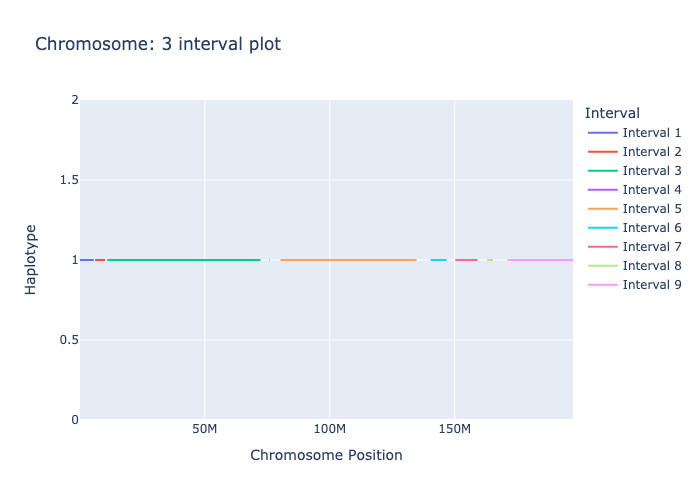 Chromosome: 3 interval plot
Interval
Interval 1
Interval 2
Interval 3
Interval 4
Interval 5
Interval 6
Interval 7
Interval 8
Interval 9
Haplotype
2
1.5
1
0.5
0
50M
100M
150M
Chromosome Position